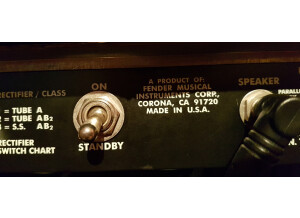 RECTIFIER / CLASS
= TUBE A
= TUBE AB2
= S.S. AB2
RECTIFIER
SWITCH CHART
ON
STANDBY
A PRODUCT OF:
FENDER MUSICAL
INSTRUMENTS CORP.
CORONA, CA 91720
MADE IN U.S.A.
SPEAKER